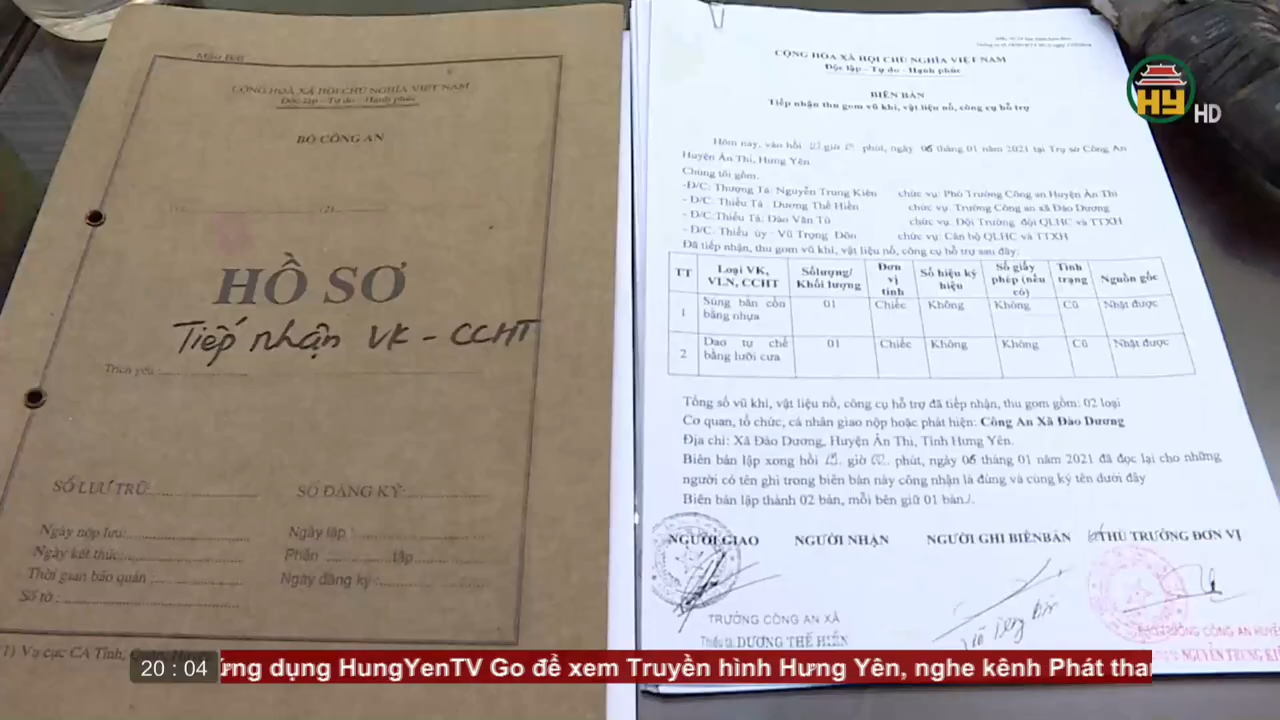 CỘNG HOÀ XÃ HỘI CHỦ NGHĨA VIỆT NAM
Độc lập - Tự do - Hạnh phúc
BỘ CÔNG AN
HỒ SƠ
Tiếp nhận VK - CCHT
Trích yếu:
SỐ LƯU TRỮ: SỐ ĐĂNG KÝ:
Ngày nộp lưu: Ngày lập :
Ngày kết thúc: Phần lập
Thời gian bảo quản Ngày đăng ký :
Số tờ :
1) Vụ cục CA Tỉnh,
CỘNG HÒA XÃ HỘI CHỦ NGHĨA VIỆT NAM
Độc lập - Tự do - Hạnh phúc
BIÊN BẢN
Tiếp nhận thu gom vũ khí, vật liệu nổ, công cụ hỗ trợ
Hôm nay, vào hồi giờ phút, ngày 06 tháng 01 năm 2021 tại Trụ sở Công An
Huyện Ân Thi, Hưng Yên
Chúng tôi gồm.
-Đ/C: Thượng Tá: Nguyễn Trung Kiên chức vụ: Phó Trưởng Công an Huyện Ân Thi
- Đ/C: Thiếu Tá Dương Thế Hiển chức vụ: Trưởng Công an xã Đào Dương
- Đ/C:Thiếu Tá: Đào Văn Tú chức vụ: Đội Trưởng đội QLHC và TTXH
- Đ/C: Thiếu úy - Vũ Trọng Đôn chức vụ: Cán bộ QLHC và TTXH
Đã tiếp nhận, thu gom vũ khí, vật liệu nổ, công cụ hỗ trợ sau đây:
TT Loại VK, VLN, CCHT Số lượng/ Khối lượng Đơn vị tính Số hiệu ký hiệu Số giấy phép (nếu có) Tình trạng Nguồn gốc
1 Súng bắn cồn bằng nhựa 01 Chiếc Không Không Cũ Nhặt được
2 Dao tự chế bằng lưỡi cưa 01 Chiếc Không Không Cũ Nhặt được
Tổng số vũ khí, vật liệu nổ, công cụ hỗ trợ đã tiếp nhận, thu gom gồm: 02 loại
Cơ quan, tổ chức, cá nhân giao nộp hoặc phát hiện: Công An Xã Đào Dương
Địa chỉ: Xã Đào Dương, Huyện Ân Thi, Tỉnh Hưng Yên.
Biên bản lập xong hồi giờ phút, ngày 06 tháng 01 năm 2021 đã đọc lại cho những
người có tên ghi trong biên bản này công nhận là đúng và cùng ký tên dưới đây
Biên bản lập thành 02 bản, mỗi bên giữ 01 bản./.
NGƯỜI GIAO NGƯỜI NHẬN NGƯỜI GHI BIÊN BẢN THỦ TRƯỞNG ĐƠN VỊ
TRƯỞNG CÔNG AN XÃ
DƯƠNG THẾ HIỂN
TRƯỞNG CÔNG AN HUYỆN
NGUYỄN TRUNG
HY HD
20 : 04 ứng dụng HungYenTV Go để xem Truyền hình Hưng Yên, nghe kênh Phát tha